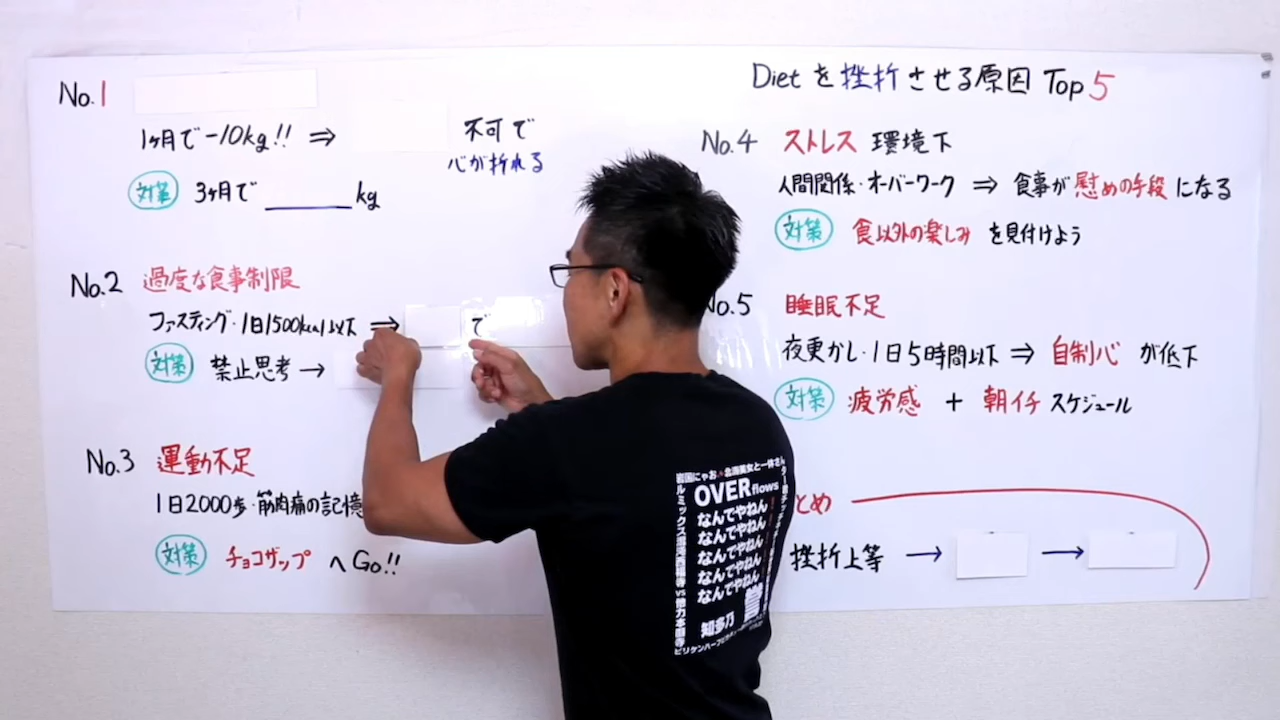 Diet を挫折させる原因 Top 5
No.1
1ヶ月で -10kg!! ⇒ 不可で
心が折れる
対策 3ヶ月で ______ kg
No.2 過度な食事制限
ファスティング・1日1500kcal以下 ⇒ で
対策 禁止思考 →
No.3 運動不足
1日2000歩・筋肉痛の記憶
対策 チョコザップ へ Go!!
No.4 ストレス 環境下
人間関係・オーバーワーク ⇒ 食事が慰めの手段になる
対策 食以外の楽しみ を見付けよう
No.5 睡眠不足
夜更かし・1日5時間以下 ⇒ 自制心 が低下
対策 疲労感 + 朝イチ スケジュール
とめ
挫折上等 → →
OVER flows
なんでやねん
なんでやねん
なんでやねん
なんでやねん
なんでやねん
知多乃